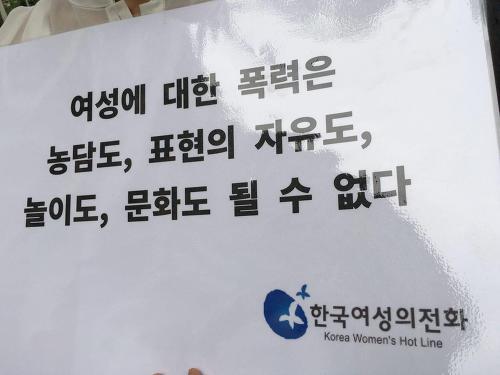 여성에 대한 폭력은
농담도, 표현의 자유도,
놀이도, 문화도 될 수 없다
한국여성의전화
Korea Women's Hot Line